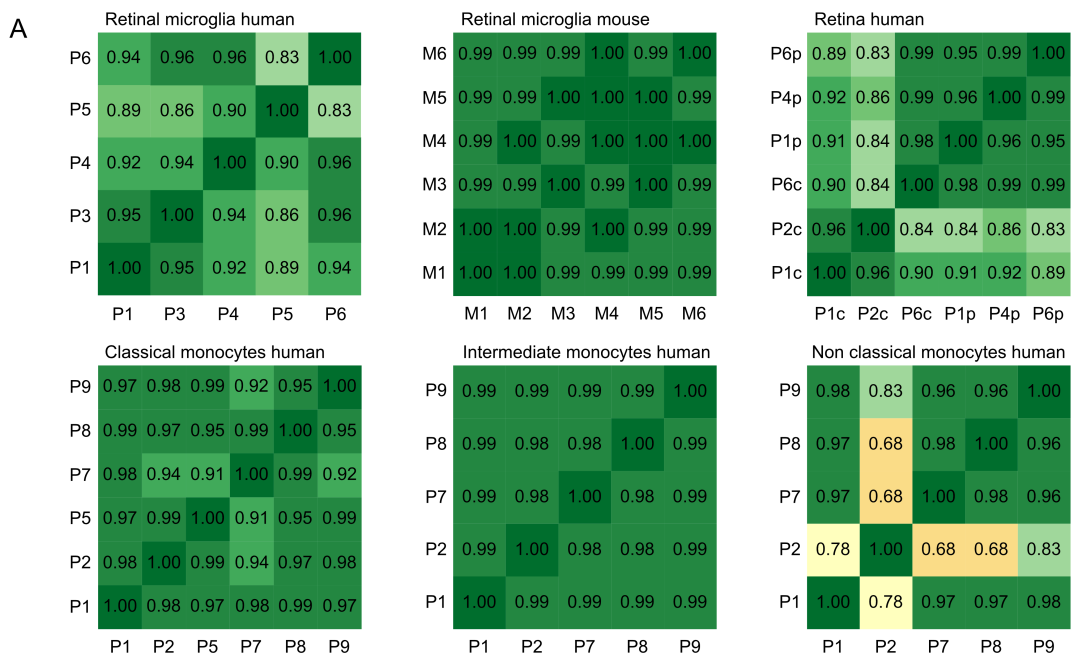 A
Retinal microglia human
P6 0.94 0.96 0.96 0.83 1.00
P5 0.89 0.86 0.90 1.00 0.83
P4 0.92 0.94 1.00 0.90 0.96
P3 0.95 1.00 0.94 0.86 0.96
P1 1.00 0.95 0.92 0.89 0.94
P1 P3 P4 P5 P6
Retinal microglia mouse
M6 0.99 0.99 0.99 1.00 0.99 1.00
M5 0.99 0.99 1.00 1.00 1.00 0.99
M4 0.99 1.00 0.99 1.00 1.00 1.00
M3 0.99 0.99 1.00 0.99 1.00 0.99
M2 1.00 1.00 0.99 1.00 0.99 0.99
M1 1.00 1.00 0.99 0.99 0.99 0.99
M1 M2 M3 M4 M5 M6
Retina human
P6p 0.89 0.83 0.99 0.95 0.99 1.00
P4p 0.92 0.86 0.99 0.96 1.00 0.99
P1p 0.91 0.84 0.98 1.00 0.96 0.95
P6c 0.90 0.84 1.00 0.98 0.99 0.99
P2c 0.96 1.00 0.84 0.84 0.86 0.83
P1c 1.00 0.96 0.90 0.91 0.92 0.89
P1c P2c P6c P1p P4p P6p
Classical monocytes human
P9 0.97 0.98 0.99 0.92 0.95 1.00
P8 0.99 0.97 0.95 0.99 1.00 0.95
P7 0.98 0.94 0.91 1.00 0.99 0.92
P5 0.97 0.99 1.00 0.91 0.95 0.99
P2 0.98 1.00 0.99 0.94 0.97 0.98
P1 1.00 0.98 0.97 0.98 0.99 0.97
P1 P2 P5 P7 P8 P9
Intermediate monocytes human
P9 0.99 0.99 0.99 0.99 1.00
P8 0.99 0.98 0.98 1.00 0.99
P7 0.99 0.98 1.00 0.98 0.99
P2 0.99 1.00 0.98 0.98 0.99
P1 1.00 0.99 0.99 0.99 0.99
P1 P2 P7 P8 P9
Non classical monocytes human
P9 0.98 0.83 0.96 0.96 1.00
P8 0.97 0.68 0.98 1.00 0.96
P7 0.97 0.68 1.00 0.98 0.96
P2 0.78 1.00 0.68 0.68 0.83
P1 1.00 0.78 0.97 0.97 0.98
P1 P2 P7 P8 P9